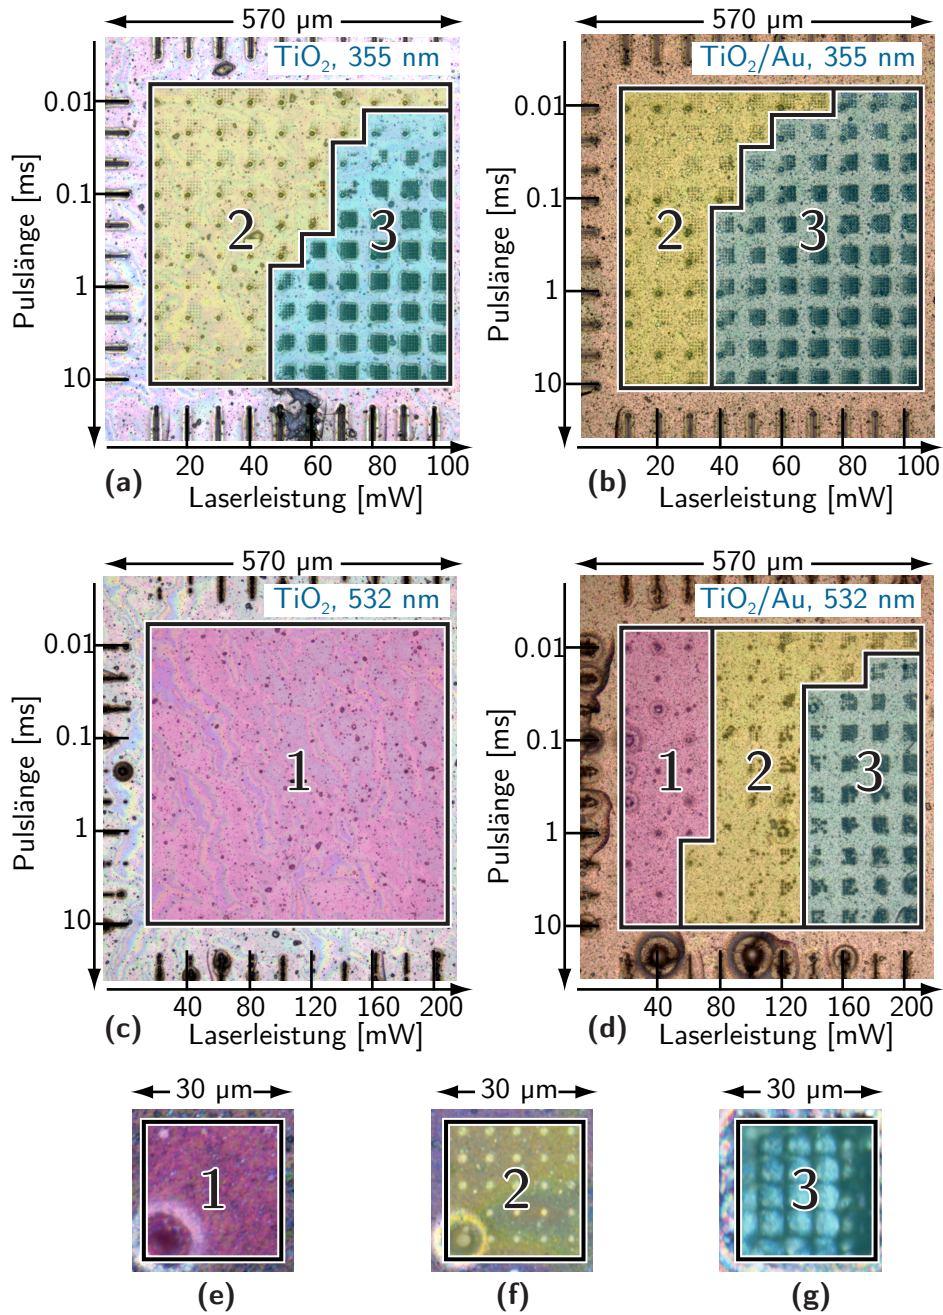 570 µm 570 µm
TiO2, 355 nm TiO2/Au, 355 nm
0.01 0.01
0.1 0.1
2 3 2 3
1 1
10 10
Pulslänge [ms] Pulslänge [ms]
20 40 60 80 100 20 40 60 80 100
(a) Laserleistung [mW] (b) Laserleistung [mW]
570 µm 570 µm
TiO2, 532 nm TiO2/Au, 532 nm
0.01 0.01
0.1 0.1
1 1 2 3
1 1
10 10
Pulslänge [ms] Pulslänge [ms]
40 80 120 160 200 40 80 120 160 200
(c) Laserleistung [mW] (d) Laserleistung [mW]
30 µm 30 µm 30 µm
1 2 3
(e) (f) (g)